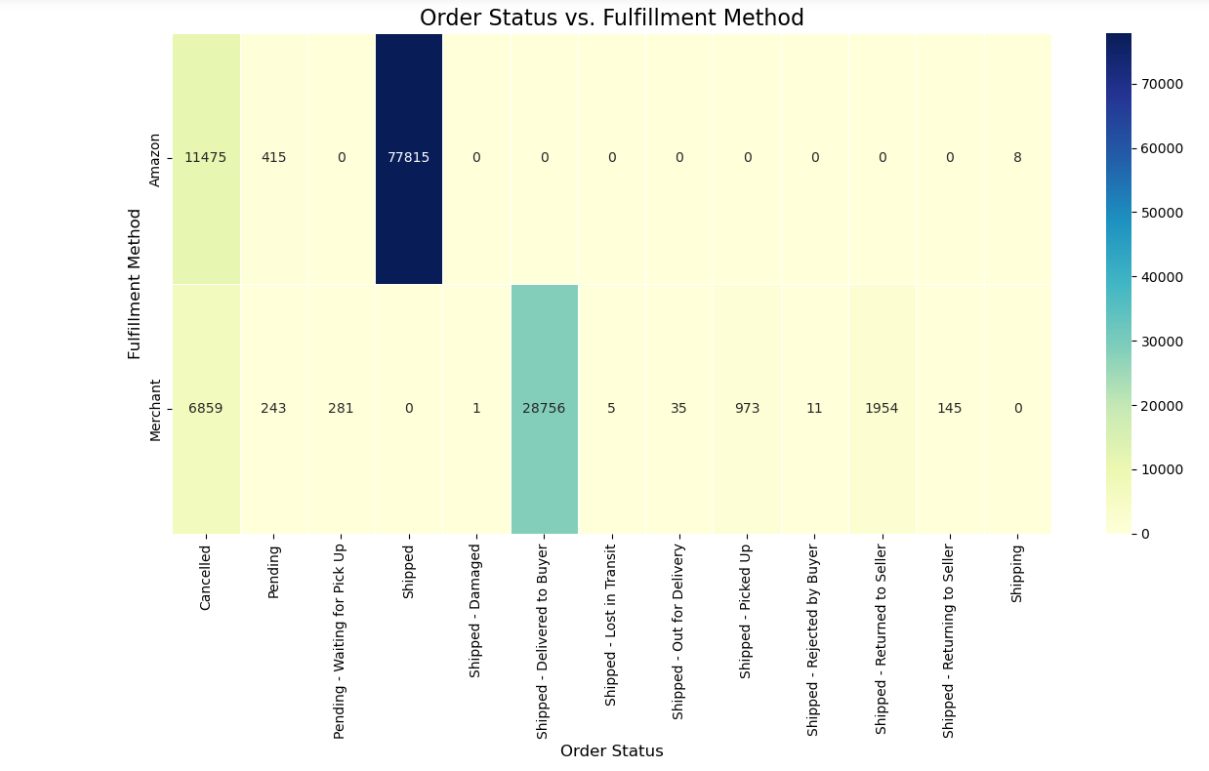 Order Status vs. Fulfillment Method
Fulfillment Method
Amazon
11475 415 0 77815 0 0 0 0 0 0 0 0 8
Merchant
6859 243 281 0 1 28756 5 35 973 11 1954 145 0
Cancelled
Pending
Pending - Waiting for Pick Up
Shipped
Shipped - Damaged
Shipped - Delivered to Buyer
Shipped - Lost in Transit
Shipped - Out for Delivery
Shipped - Picked Up
Shipped - Rejected by Buyer
Shipped - Returned to Seller
Shipped - Returning to Seller
Shipping
Order Status
70000
60000
50000
40000
30000
20000
10000
0